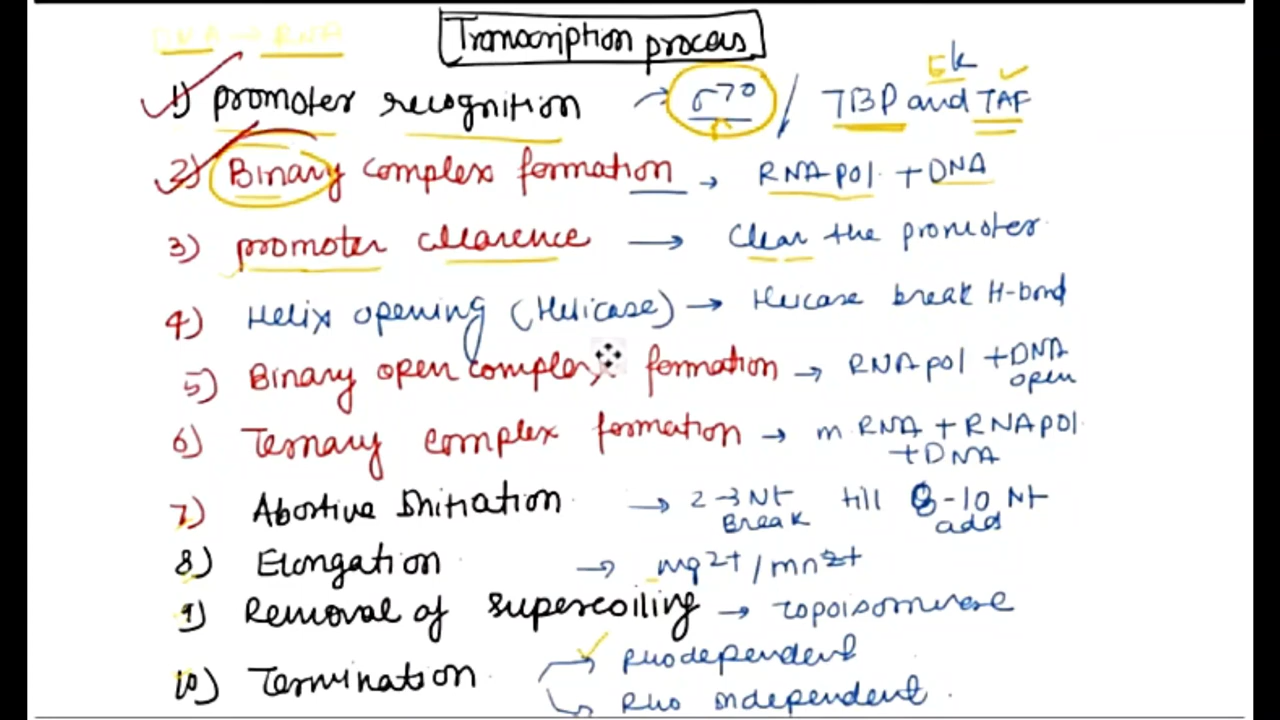 DNA → RNA
Transcription process
Ek
1) promoter recognition → σ70 / TBP and TAF
2) Binary complex formation → RNA pol + DNA
3) promoter clearence → clear the promoter
4) Helix opening (Helicase) → Helicase break H-bond
5) Binary open complex formation → RNA pol + DNA
open
6) Ternary complex formation → mRNA + RNA pol
+ DNA
7) Abortive Initiation → 2-3 Nt till 8-10 Nt
Break add
8) Elongation → mg2+ / mn2+
9) Removal of supercoiling → Topoisomerase
10) Termination → Rho dependent
→ Rho independent